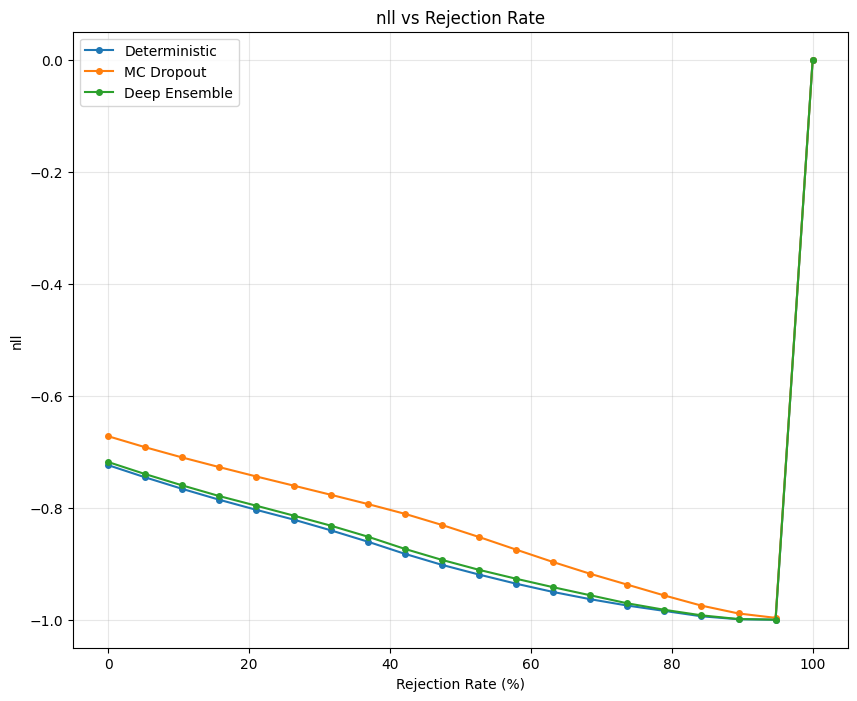 nll vs Rejection Rate
Deterministic
MC Dropout
Deep Ensemble
0.0
−0.2
−0.4
−0.6
−0.8
−1.0
nll
0 20 40 60 80 100
Rejection Rate (%)